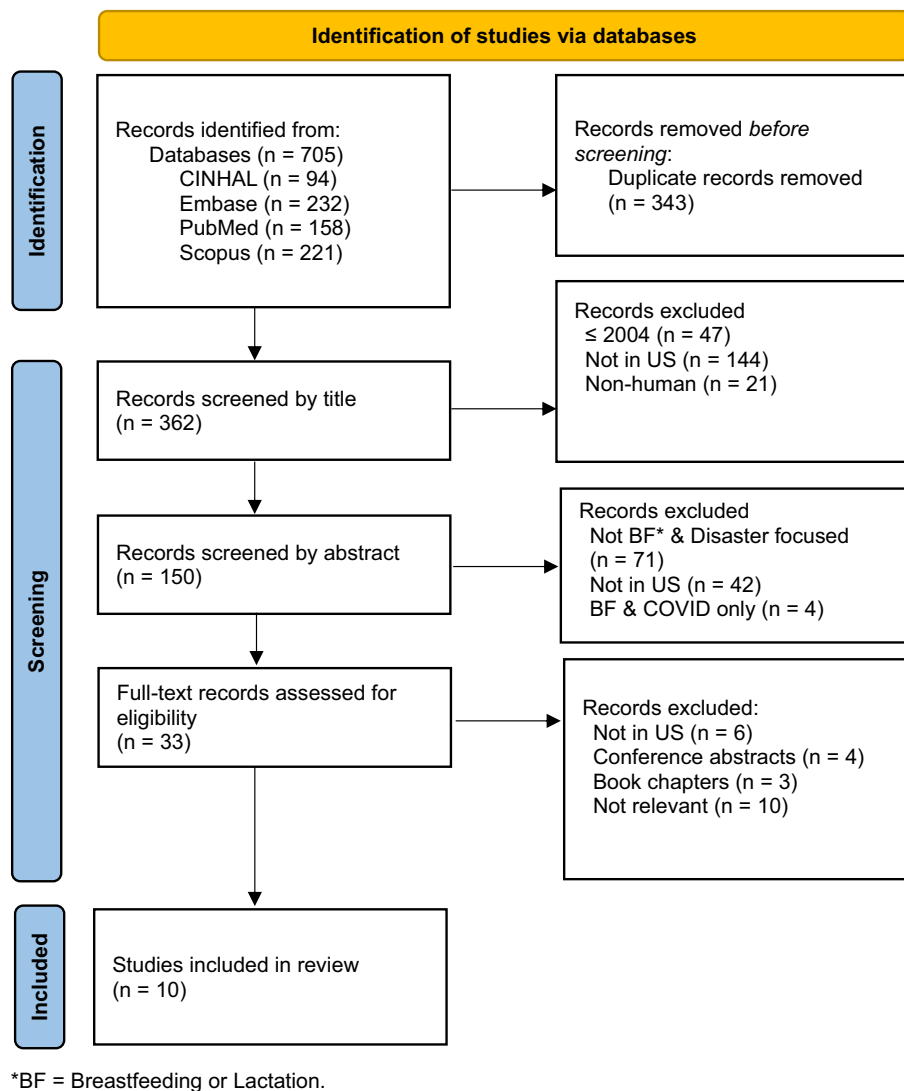 Identification of studies via databases
Identification
Records identified from:
Databases (n = 705)
CINHAL (n = 94)
Embase (n = 232)
PubMed (n = 158)
Scopus (n = 221)
Records removed before
screening:
Duplicate records removed
(n = 343)
Screening
Records screened by title
(n = 362)
Records excluded
≤ 2004 (n = 47)
Not in US (n = 144)
Non-human (n = 21)
Records screened by abstract
(n = 150)
Records excluded
Not BF* & Disaster focused
(n = 71)
Not in US (n = 42)
BF & COVID only (n = 4)
Full-text records assessed for
eligibility
(n = 33)
Records excluded:
Not in US (n = 6)
Conference abstracts (n = 4)
Book chapters (n = 3)
Not relevant (n = 10)
Included
Studies included in review
(n = 10)
*BF = Breastfeeding or Lactation.